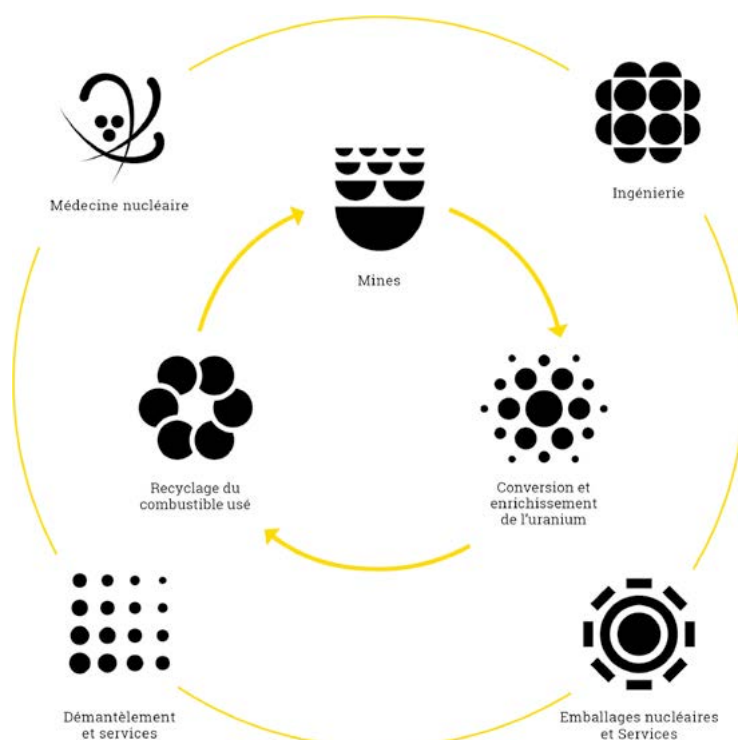 Médecine nucléaire
Ingénierie
Mines
Recyclage du
combustible usé
Conversion et
enrichissement
de l'uranium
Démantèlement
et services
Emballages nucléaires
et Services